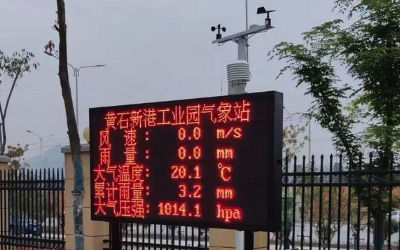 黄石新港工业园气象站
风 速: 0.0 m/s
雨 量: 0.0 mm
大气温度: 20.1 ℃
累计雨量: 3.2 mm
大气压强: 1014.1 hpa